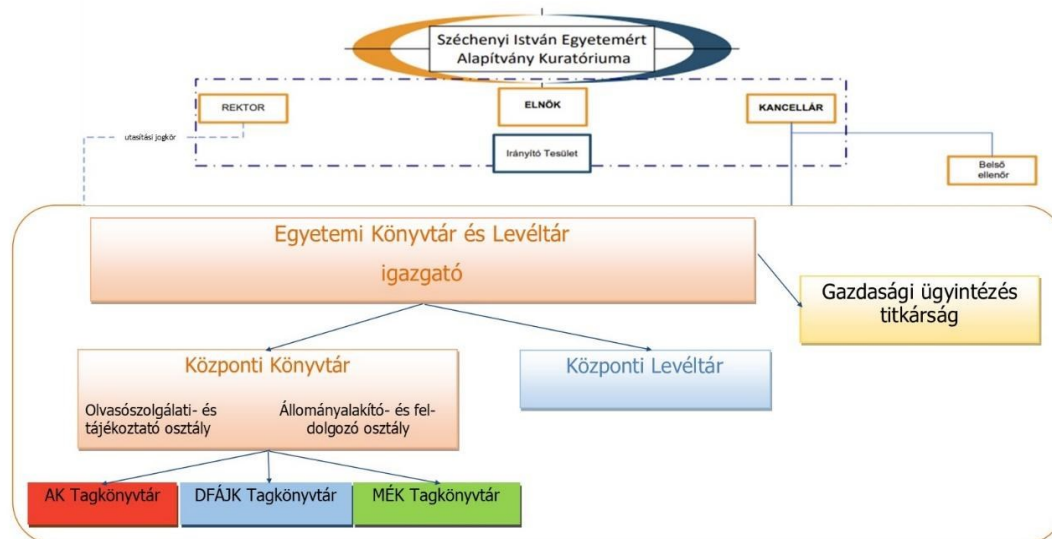 Széchenyi István Egyetemért
Alapítvány Kuratóriuma
REKTOR
ELNÖK
KANCELLÁR
utasítási jogkör
Irányító Tesület
Belső
ellenőr
Egyetemi Könyvtár és Levéltár
igazgató
Gazdasági ügyintézés
titkárság
Központi Könyvtár
Központi Levéltár
Olvasószolgálati- és
tájékoztató osztály
Állományalakító- és fel-
dolgozó osztály
AK Tagkönyvtár
DFÁJK Tagkönyvtár
MÉK Tagkönyvtár